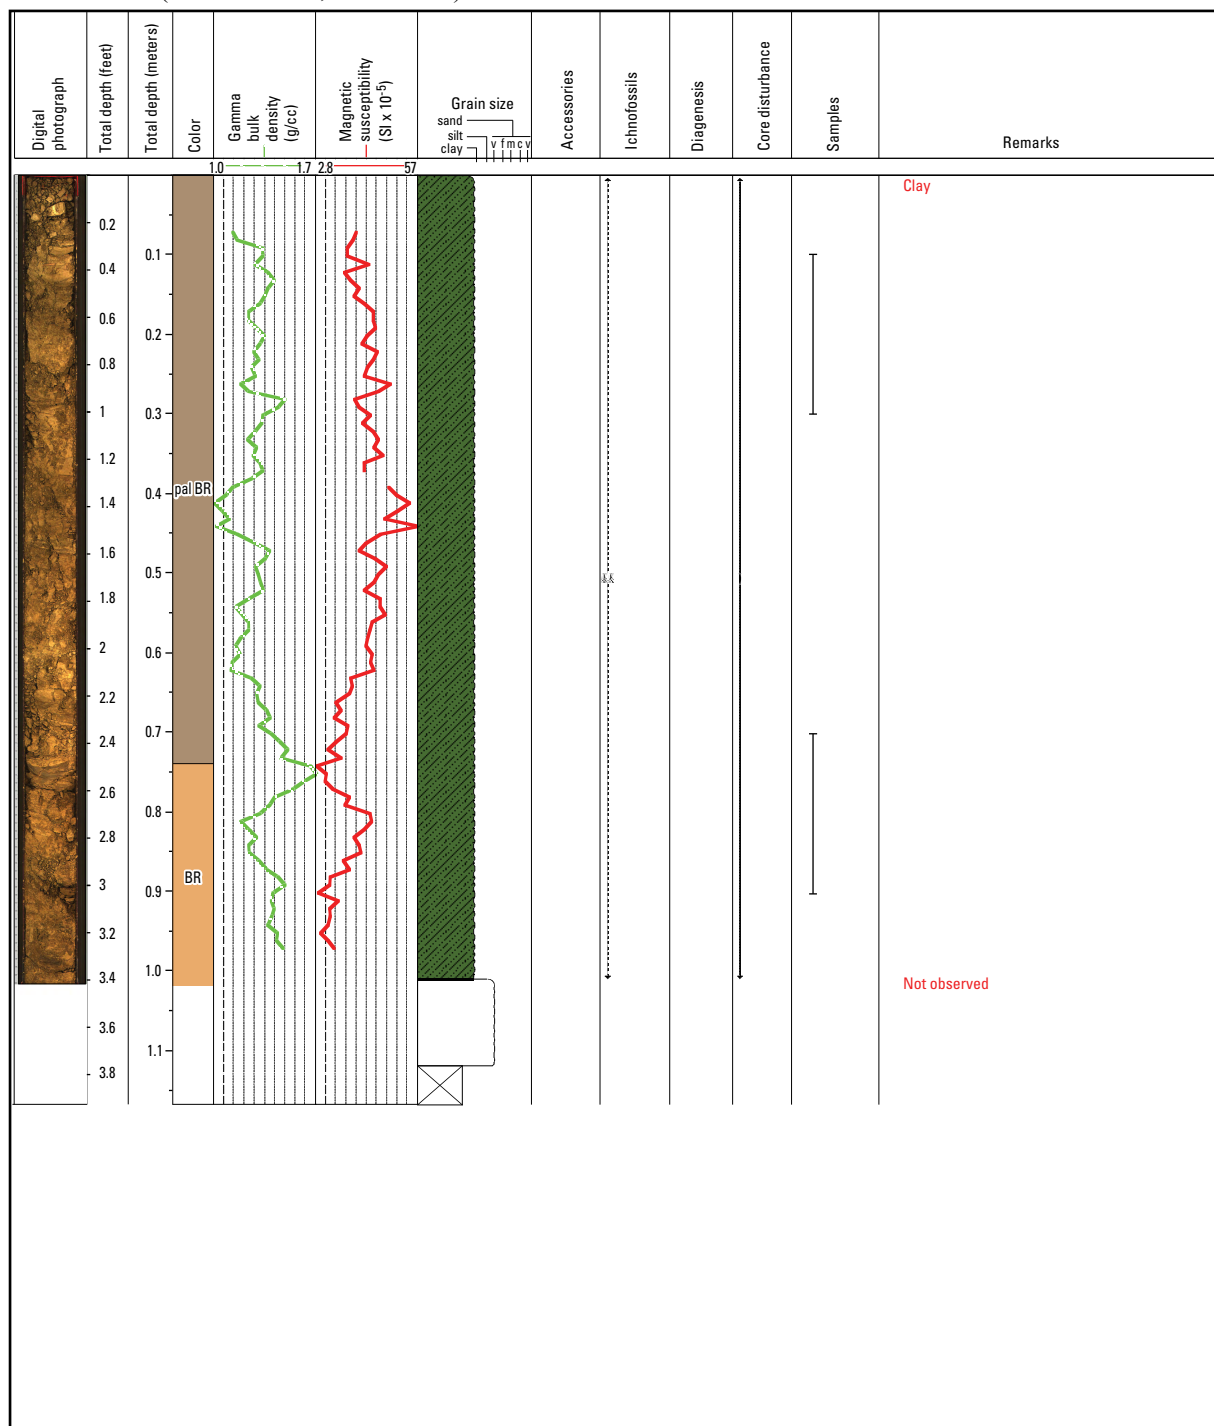 Digital
photograph
Total depth (feet)
Total depth (meters)
Color
Gamma
bulk
density
(g/cc)
Magnetic
susceptibility
(SI x 10-5)
Grain size
sand
silt
v f m c v
clay
Accessories
Ichnofossils
Diagenesis
Core disturbance
Samples
Remarks
1.0 1.7 2.8 57
Clay
0.2
0.4
0.6
0.8
1
1.2
1.4
1.6
1.8
2
2.2
2.4
2.6
2.8
3
3.2
3.4
3.6
3.8
0.1
0.2
0.3
0.4
0.5
0.6
0.7
0.8
0.9
1.0
1.1
pal BR
BR
Not observed